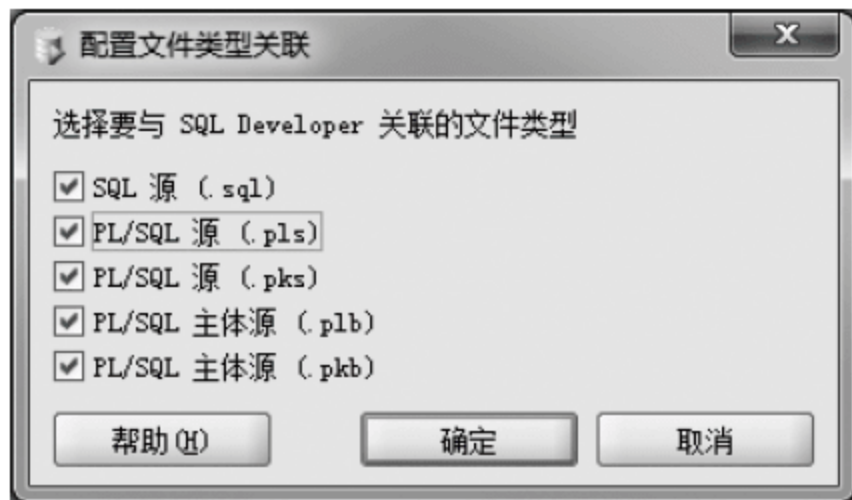 配置文件类型关联
选择要与 SQL Developer 关联的文件类型
SQL 源 (.sql)
PL/SQL 源 (.pls)
PL/SQL 源 (.pks)
PL/SQL 主体源 (.plb)
PL/SQL 主体源 (.pkb)
帮助(H) 确定 取消